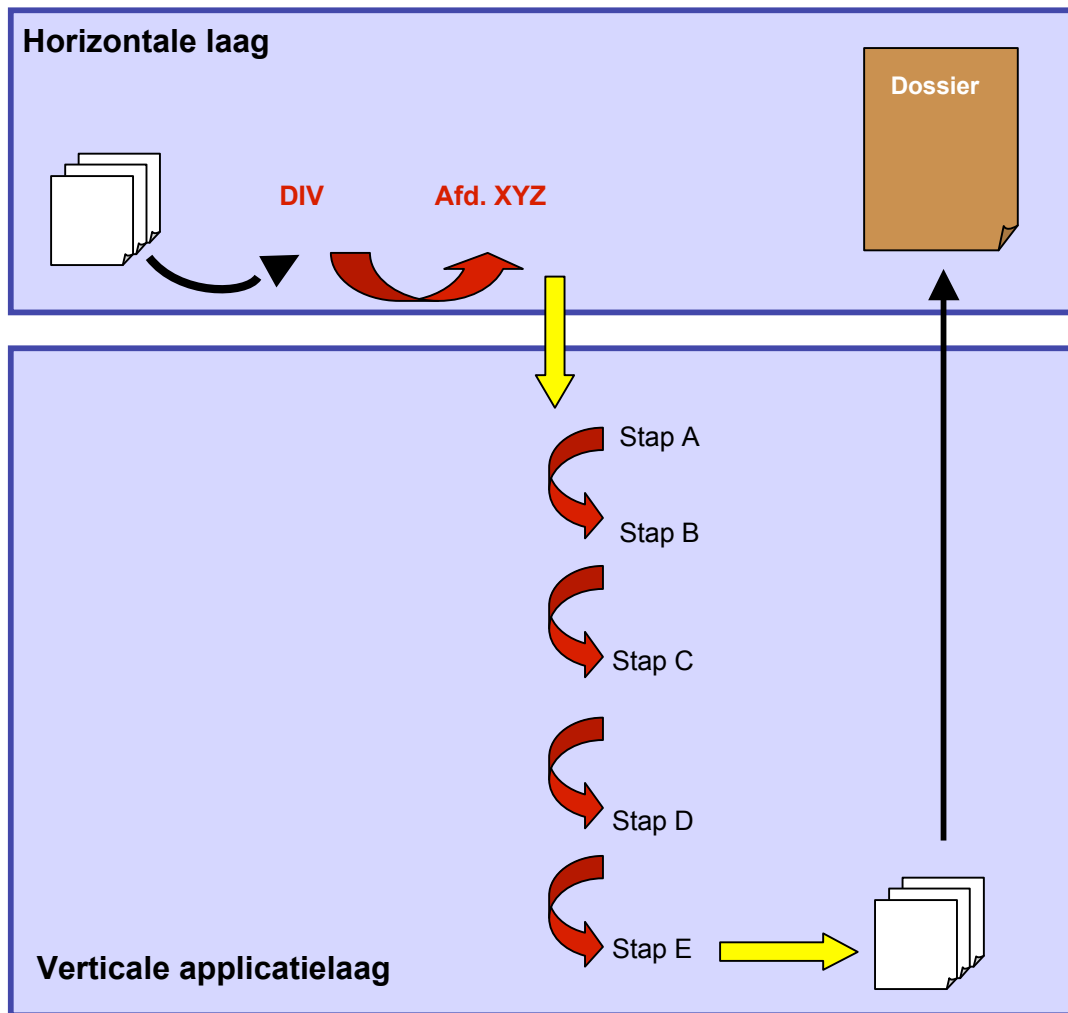 Horizontale laag
Dossier
DIV
Afd. XYZ
Stap A
Stap B
Stap C
Stap D
Stap E
Verticale applicatielaag